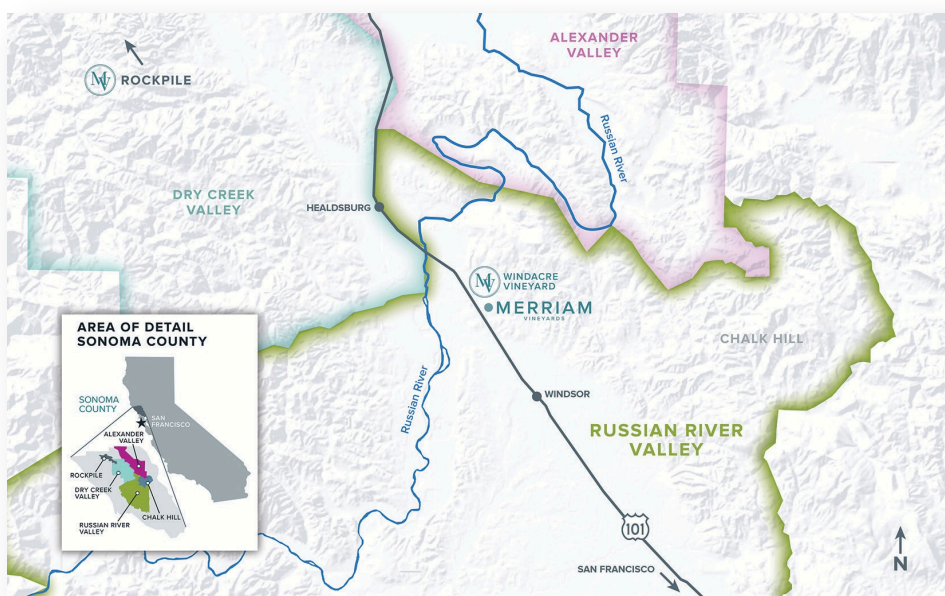 ALEXANDER
VALLEY
MV ROCKPILE
Russian River
DRY CREEK
VALLEY
HEALDSBURG
MV
WINDACRE
VINEYARD
MERRIAM
VINEYARDS
CHALK HILL
Russian River
WINDSOR
RUSSIAN RIVER
VALLEY
101
SAN FRANCISCO
N
AREA OF DETAIL
SONOMA COUNTY
SONOMA
COUNTY
SAN
FRANCISCO
ALEXANDER
VALLEY
ROCKPILE
DRY CREEK
VALLEY
CHALK HILL
RUSSIAN RIVER
VALLEY